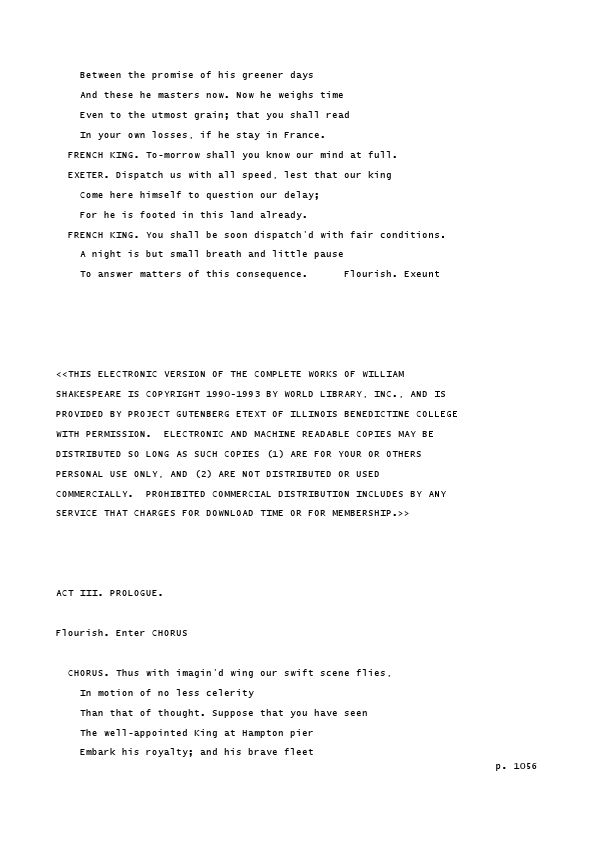 Between the promise of his greener days
And these he masters now. Now he weighs time
Even to the utmost grain; that you shall read
In your own losses, if he stay in France.
FRENCH KING. To-morrow shall you know our mind at full.
EXETER. Dispatch us with all speed, lest that our king
Come here himself to question our delay;
For he is footed in this land already.
FRENCH KING. You shall be soon dispatch'd with fair conditions.
A night is but small breath and little pause
To answer matters of this consequence.      Flourish. Exeunt
<<THIS ELECTRONIC VERSION OF THE COMPLETE WORKS OF WILLIAM
SHAKESPEARE IS COPYRIGHT 1990-1993 BY WORLD LIBRARY, INC., AND IS
PROVIDED BY PROJECT GUTENBERG ETEXT OF ILLINOIS BENEDICTINE COLLEGE
WITH PERMISSION.  ELECTRONIC AND MACHINE READABLE COPIES MAY BE
DISTRIBUTED SO LONG AS SUCH COPIES (1) ARE FOR YOUR OR OTHERS
PERSONAL USE ONLY, AND (2) ARE NOT DISTRIBUTED OR USED
COMMERCIALLY.  PROHIBITED COMMERCIAL DISTRIBUTION INCLUDES BY ANY
SERVICE THAT CHARGES FOR DOWNLOAD TIME OR FOR MEMBERSHIP.>>
ACT III. PROLOGUE.
Flourish. Enter CHORUS
CHORUS. Thus with imagin'd wing our swift scene flies,
In motion of no less celerity
Than that of thought. Suppose that you have seen
The well-appointed King at Hampton pier
Embark his royalty; and his brave fleet
p. 1056